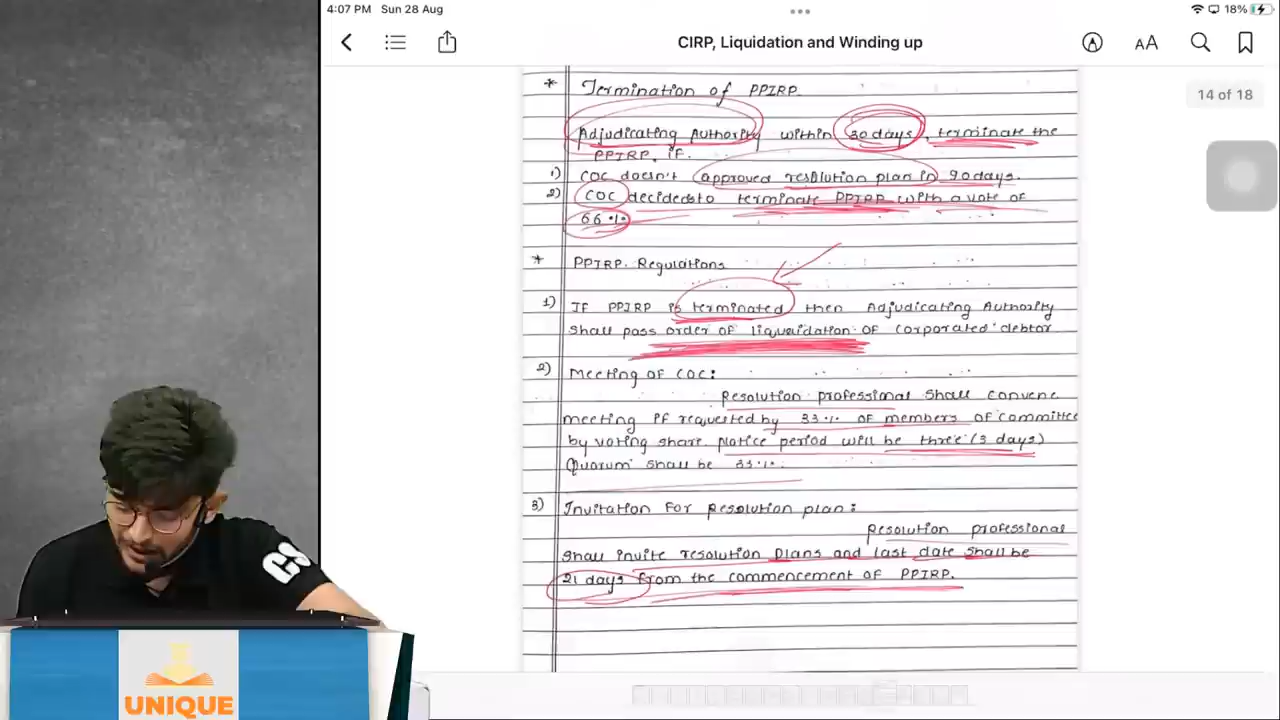 4:07 PM Sun 28 Aug
18%
CIRP, Liquidation and Winding up
AA
14 of 18
* Termination of PPIRP.
Adjudicating Authority within 30 days, terminate the
PPIRP, if.
1) COC doesn't approved resolution plan in 90 days.
2) COC decides to terminate PPIRP with a vote of
66%
* PPIRP. Regulations
1) If PPIRP is terminated then Adjudicating Authority
shall pass order of liquidation of corporated debtor
2) Meeting of COC:
Resolution professional shall convene
meeting if requested by 33% of members of committee
by voting share. Notice period will be three (3 days)
Quorum shall be 33%.
3) Invitation for Resolution plan:
Resolution professional
shall invite resolution plans and last date shall be
21 days from the commencement of PPIRP.
CS
UNIQUE